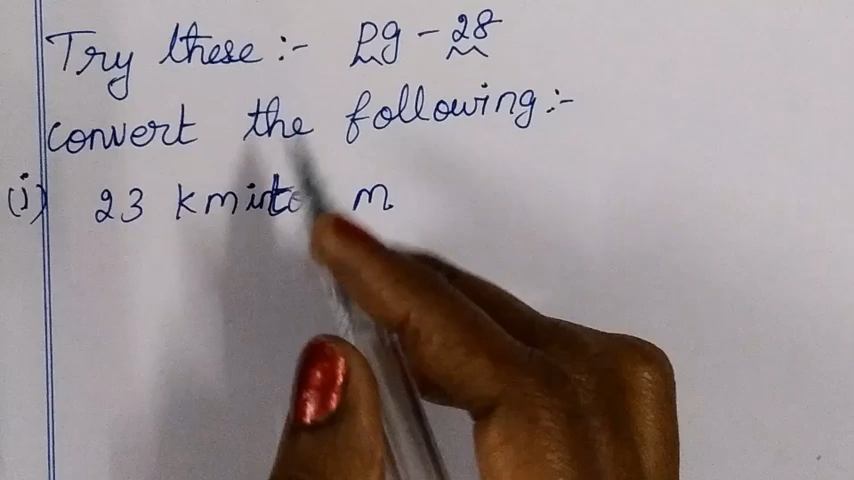 Try these :- Pg - 28
convert the following :-
(i) 23 km into m